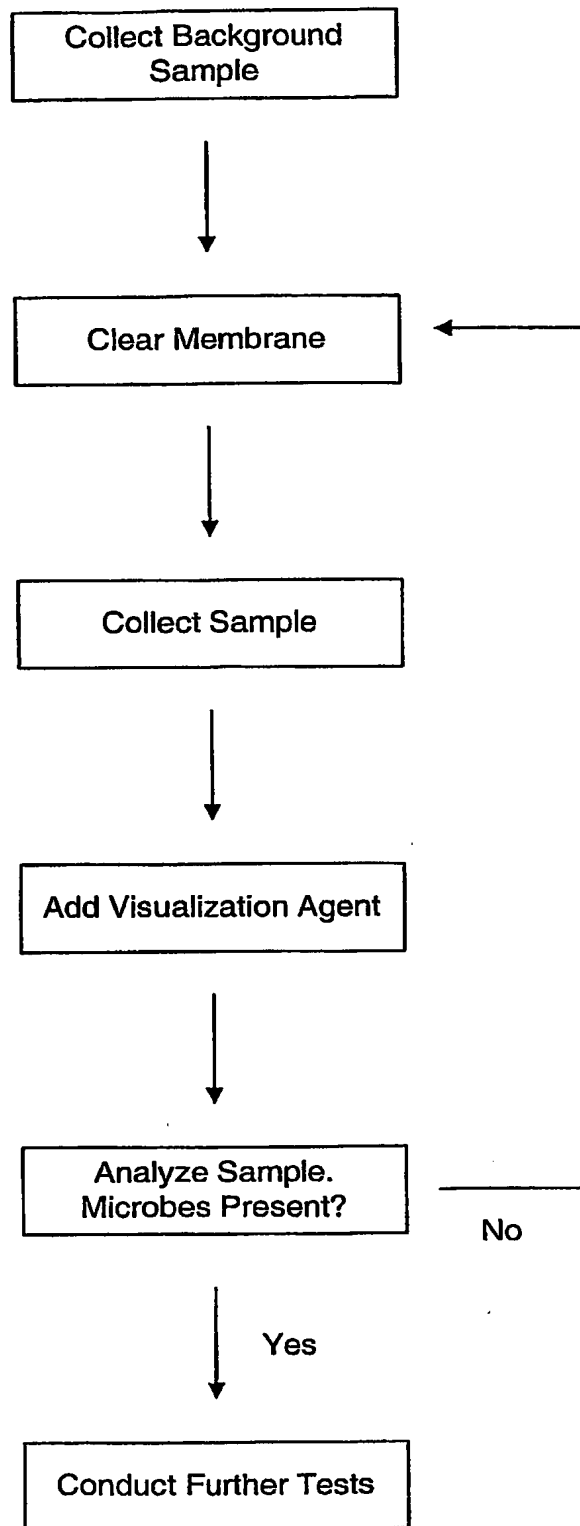 Collect Background
Sample
Clear Membrane
Collect Sample
Add Visualization Agent
Analyze Sample.
Microbes Present?
No
Yes
Conduct Further Tests